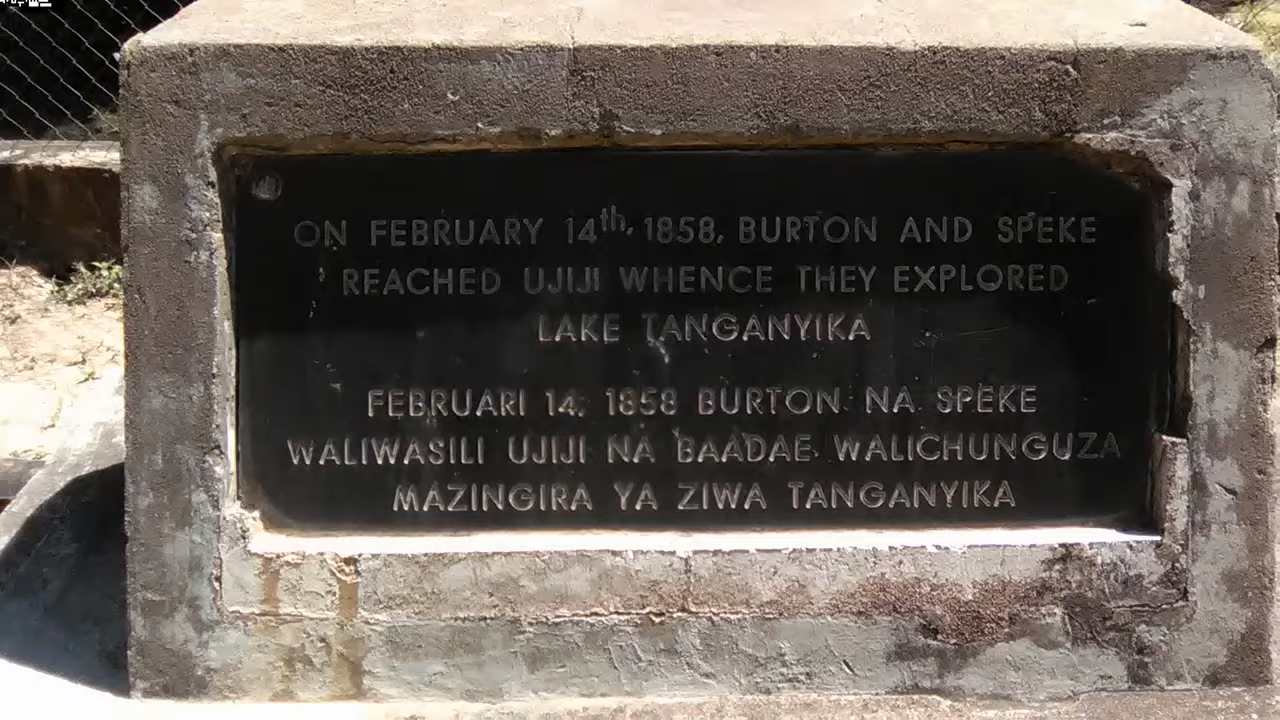 ON FEBRUARY 14th, 1858, BURTON AND SPEKE
REACHED UJIJI WHENCE THEY EXPLORED
LAKE TANGANYIKA
FEBRUARI 14, 1858 BURTON NA SPEKE
WALIWASILI UJIJI NA BAADAE WALICHUNGUZA
MAZINGIRA YA ZIWA TANGANYIKA